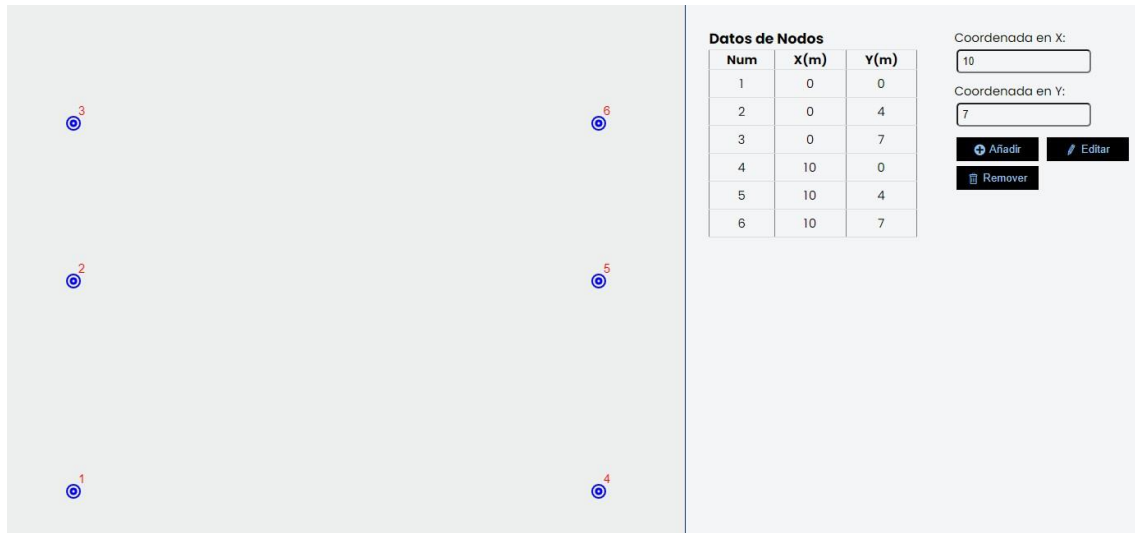 3
6
2
5
1
4
Datos de Nodos
Num X(m) Y(m)
1 0 0
2 0 4
3 0 7
4 10 0
5 10 4
6 10 7
Coordenada en X:
10
Coordenada en Y:
7
Añadir Editar
Remover